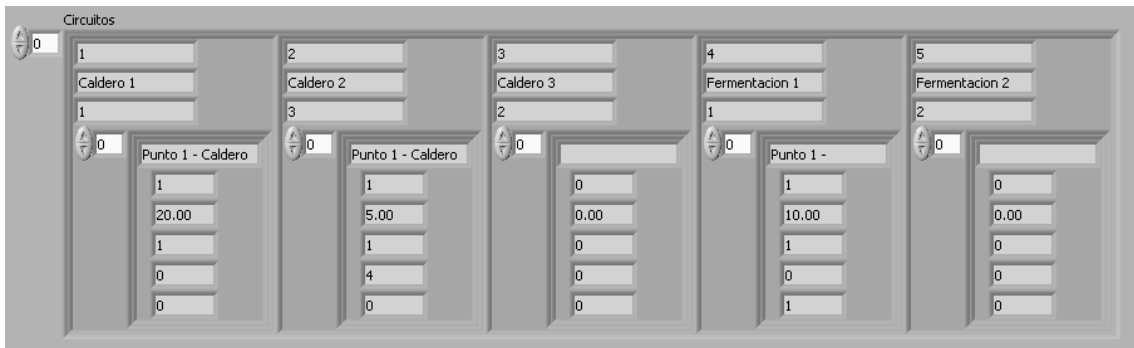 Circuitos
0
1 2 3 4 5
Caldero 1 Caldero 2 Caldero 3 Fermentacion 1 Fermentacion 2
1 3 2 1 2
0 0 0 0 0
Punto 1 - Caldero Punto 1 - Caldero Punto 1 -
1 1 0 1 0
20.00 5.00 0.00 10.00 0.00
1 1 0 1 0
0 4 0 0 0
0 0 0 1 0